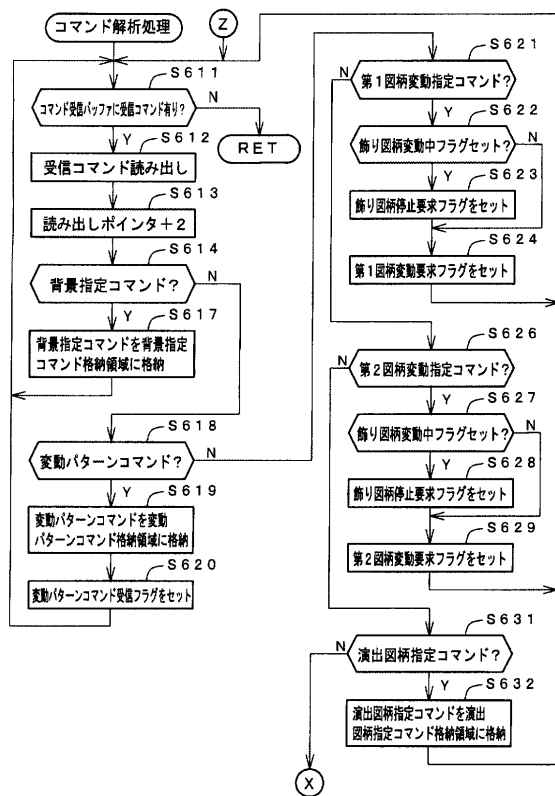 コマンド解析処理
Z
S611
コマンド受信バッファに受信コマンド有り?
N
RET
Y
S612
受信コマンド読み出し
S613
読み出しポインタ+2
S614
背景指定コマンド?
N
Y
S617
背景指定コマンドを背景指定
コマンド格納領域に格納
S618
変動パターンコマンド?
N
Y
S619
変動パターンコマンドを変動
パターンコマンド格納領域に格納
S620
変動パターンコマンド受信フラグをセット
S621
N
第1図柄変動指定コマンド?
Y
S622
飾り図柄変動中フラグセット?
N
Y
S623
飾り図柄停止要求フラグをセット
S624
第1図柄変動要求フラグをセット
S626
N
第2図柄変動指定コマンド?
Y
S627
飾り図柄変動中フラグセット?
N
Y
S628
飾り図柄停止要求フラグをセット
S629
第2図柄変動要求フラグをセット
S631
N
演出図柄指定コマンド?
Y
S632
演出図柄指定コマンドを演出
図柄指定コマンド格納領域に格納
X